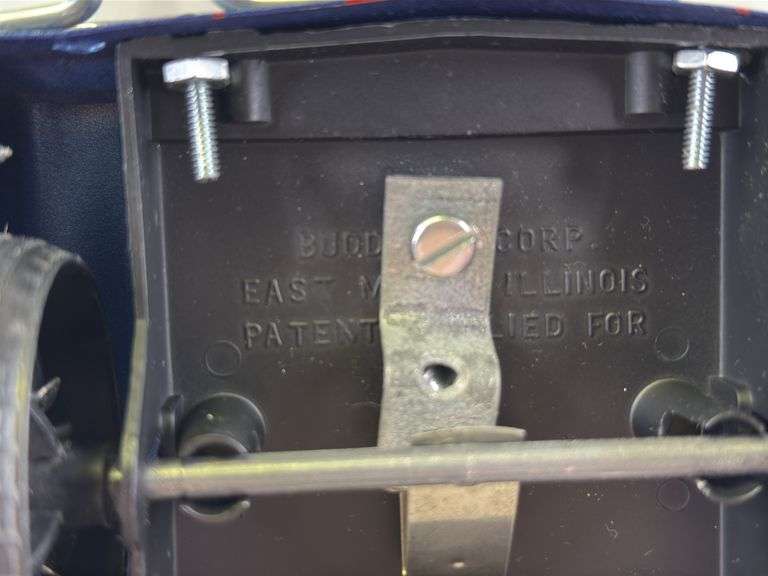 BUDD CORP.
EAST M ILLINOIS
PATENT LIED FOR